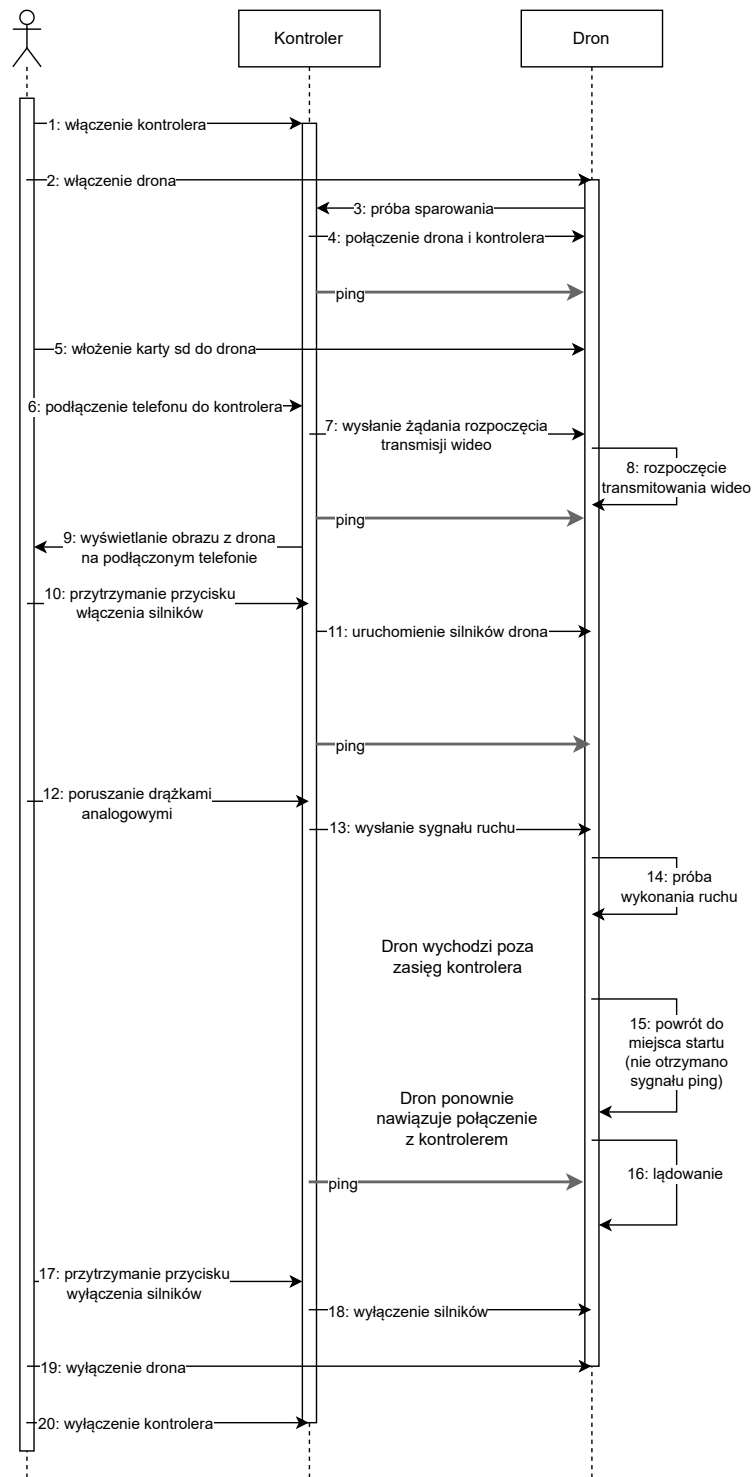 Kontroler
Dron
1: włączenie kontrolera
2: włączenie drona
3: próba sparowania
4: połączenie drona i kontrolera
ping
5: włożenie karty sd do drona
6: podłączenie telefonu do kontrolera
7: wysłanie żądania rozpoczęcia
transmisji wideo
8: rozpoczęcie
transmitowania wideo
ping
9: wyświetlanie obrazu z drona
na podłączonym telefonie
10: przytrzymanie przycisku
włączenia silników
11: uruchomienie silników drona
ping
12: poruszanie drążkami
analogowymi
13: wysłanie sygnału ruchu
14: próba
wykonania ruchu
Dron wychodzi poza
zasięg kontrolera
15: powrót do
miejsca startu
(nie otrzymano
sygnału ping)
Dron ponownie
nawiązuje połączenie
z kontrolerem
16: lądowanie
ping
17: przytrzymanie przycisku
wyłączenia silników
18: wyłączenie silników
19: wyłączenie drona
20: wyłączenie kontrolera